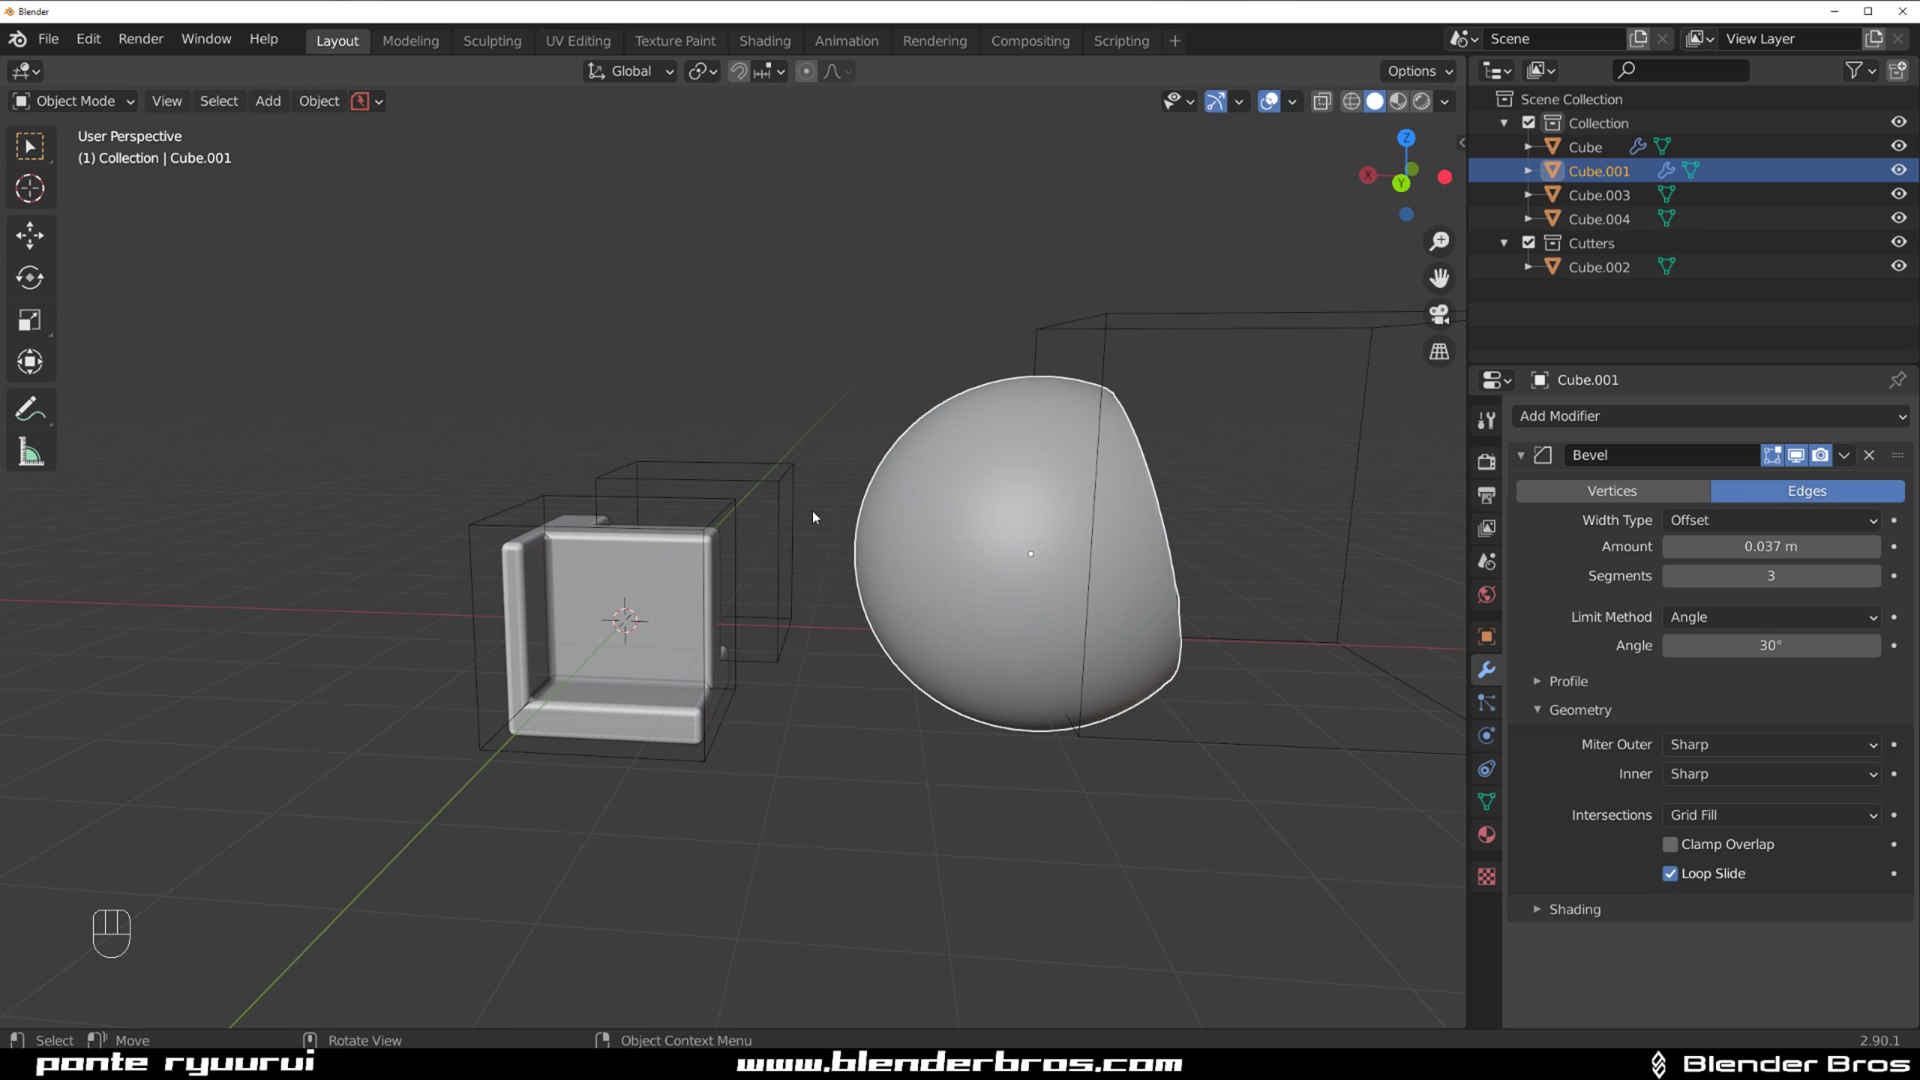 Blender
File Edit Render Window Help Layout Modeling Sculpting UV Editing Texture Paint Shading Animation Rendering Compositing Scripting + Scene View Layer
Global Options
Object Mode View Select Add Object
User Perspective
(1) Collection | Cube.001
Z
X
Y
Scene Collection
Collection
Cube
Cube.001
Cube.003
Cube.004
Cutters
Cube.002
Cube.001
Add Modifier
Bevel
Vertices Edges
Width Type Offset
Amount 0.037 m
Segments 3
Limit Method Angle
Angle 30°
Profile
Geometry
Miter Outer Sharp
Inner Sharp
Intersections Grid Fill
Clamp Overlap
Loop Slide
Shading
Select Move Rotate View Object Context Menu 2.90.1
ponte ryuurui www.blenderbros.com Blender Bros